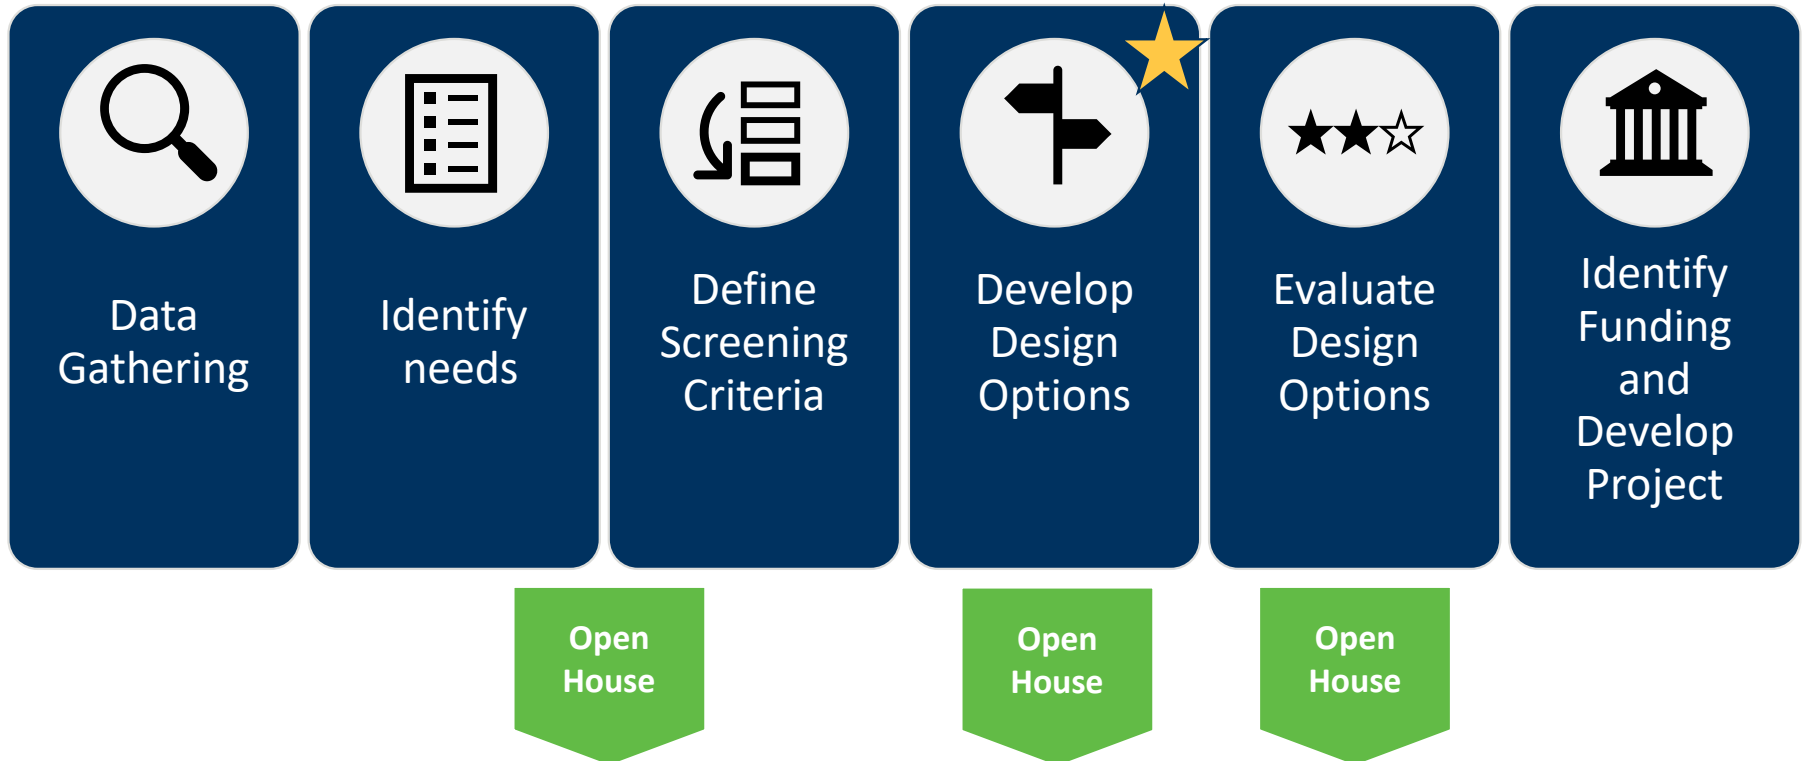 Data
Gathering
Identify
needs
Define
Screening
Criteria
Develop
Design
Options
Evaluate
Design
Options
Identify
Funding
and
Develop
Project
Open
House
Open
House
Open
House